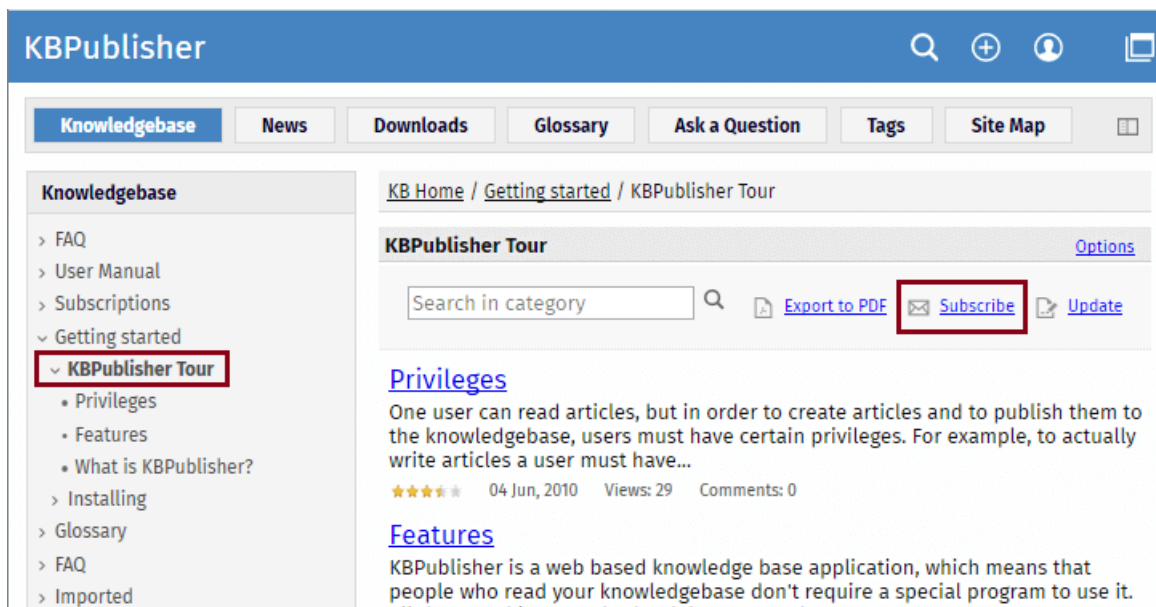 KBPublisher
Knowledgebase News Downloads Glossary Ask a Question Tags Site Map
Knowledgebase
FAQ
User Manual
Subscriptions
Getting started
KBPublisher Tour
Privileges
Features
What is KBPublisher?
Installing
Glossary
FAQ
Imported
KB Home / Getting started / KBPublisher Tour
KBPublisher Tour Options
Search in category Export to PDF Subscribe Update
Privileges
One user can read articles, but in order to create articles and to publish them to
the knowledgebase, users must have certain privileges. For example, to actually
write articles a user must have...
04 Jun, 2010 Views: 29 Comments: 0
Features
KBPublisher is a web based knowledge base application, which means that
people who read your knowledgebase don't require a special program to use it.